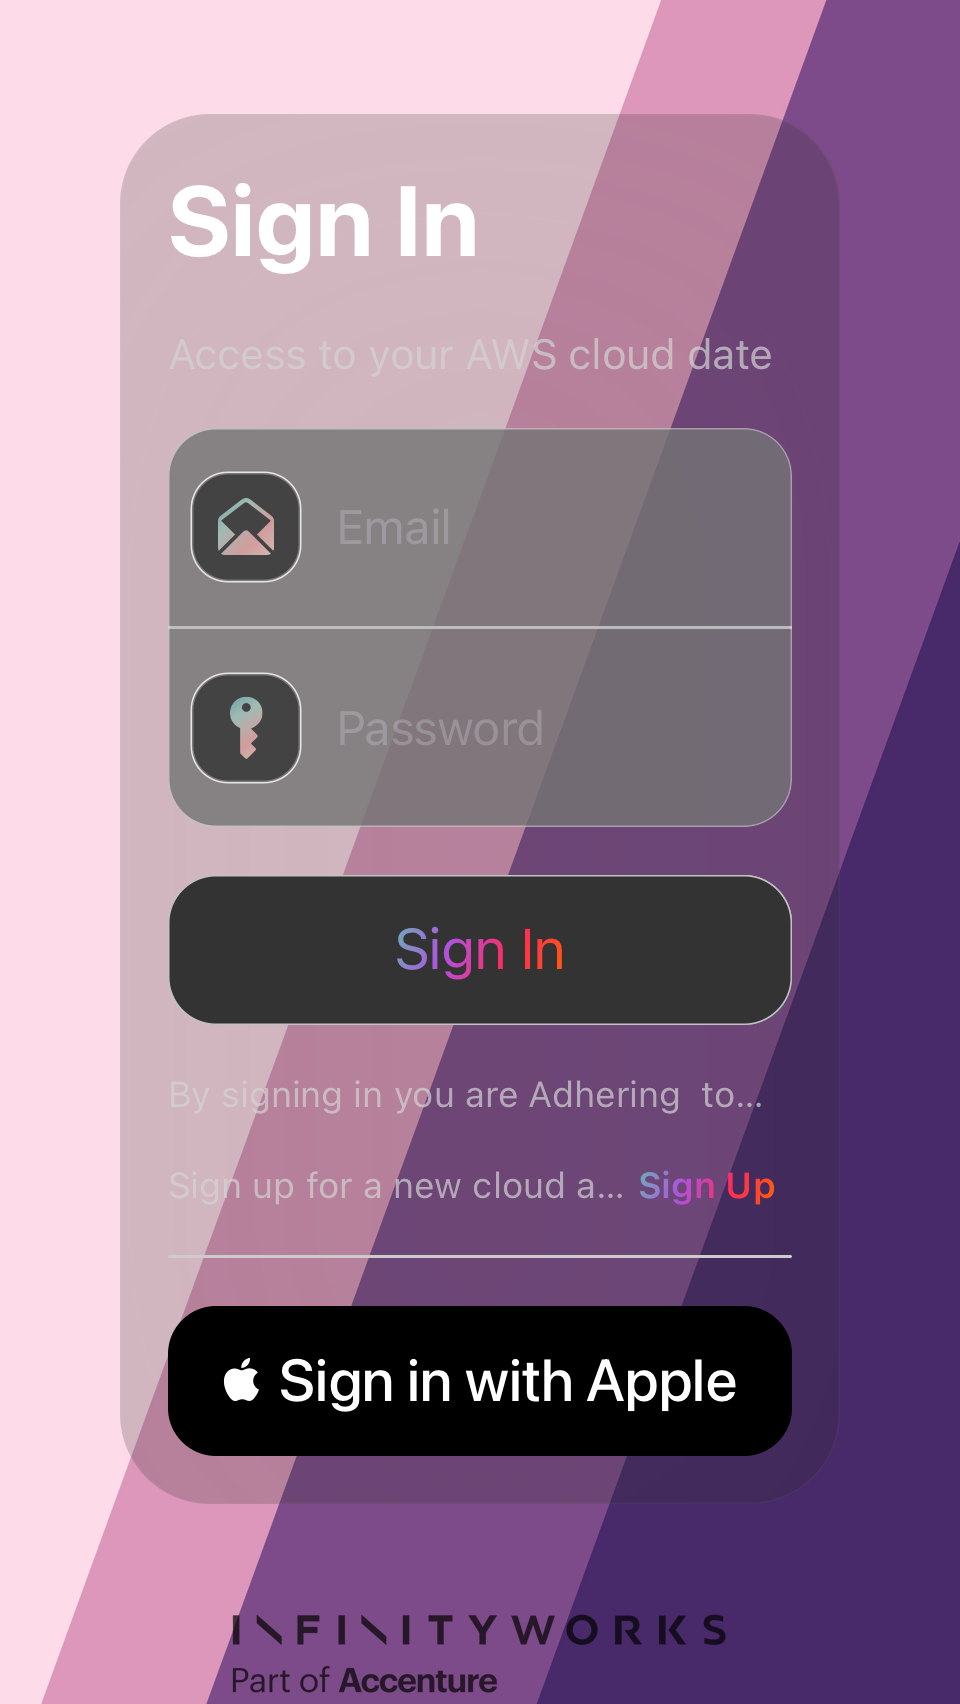 Sign In
Access to your AWS cloud date
Email
Password
Sign In
By signing in you are Adhering  to...
Sign up for a new cloud a... Sign Up
Sign in with Apple
INFINITYWORKS
Part of Accenture